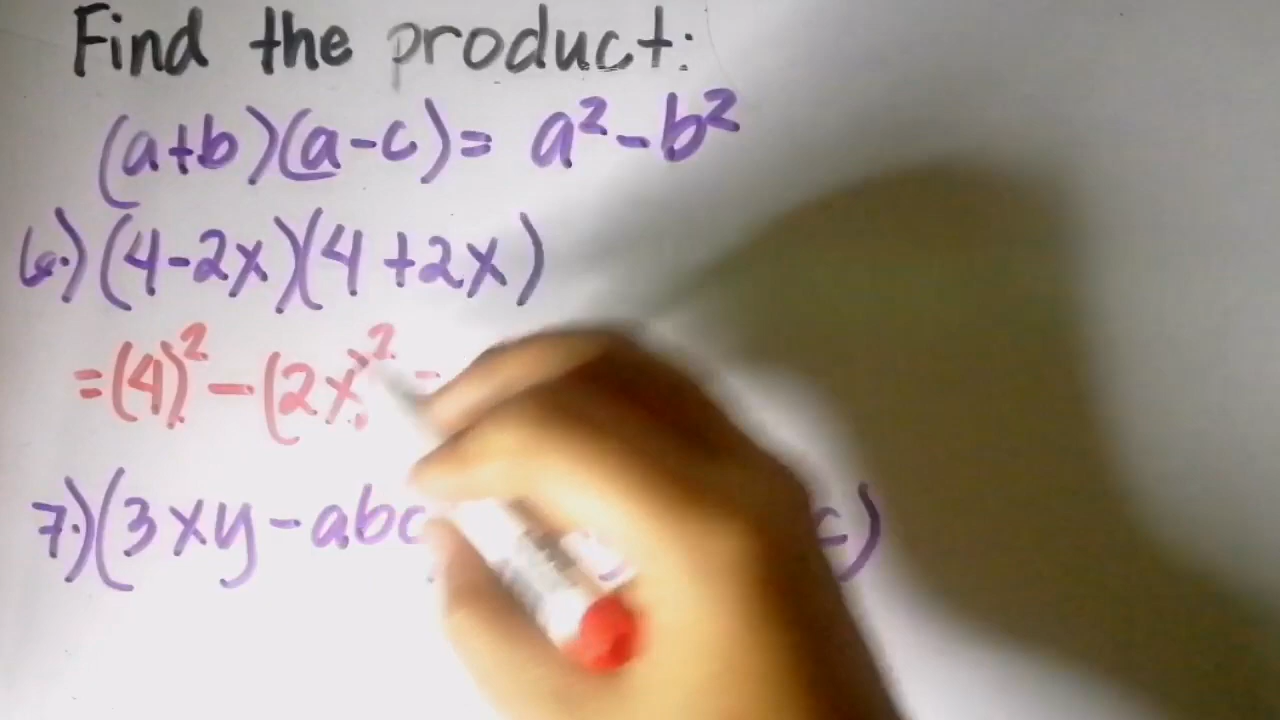 Find the product:
(a+b)(a-c) = a² - b²
6.) (4-2x)(4+2x)
= (4)² - (2x)² =
7.) (3xy - abc c)